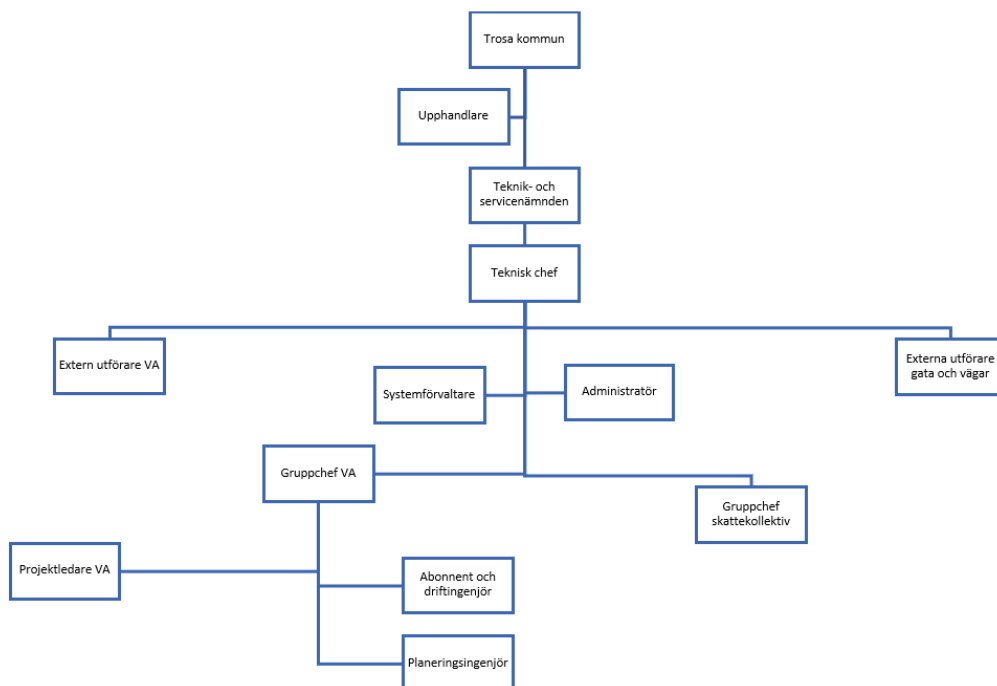 Trosa kommun
Upphandlare
Teknik- och
servicenämnden
Teknisk chef
Extern utförare VA
Externa utförare
gata och vägar
Systemförvaltare
Administratör
Gruppchef VA
Gruppchef
skattekollektiv
Projektledare VA
Abonnent och
driftingenjör
Planeringsingenjör